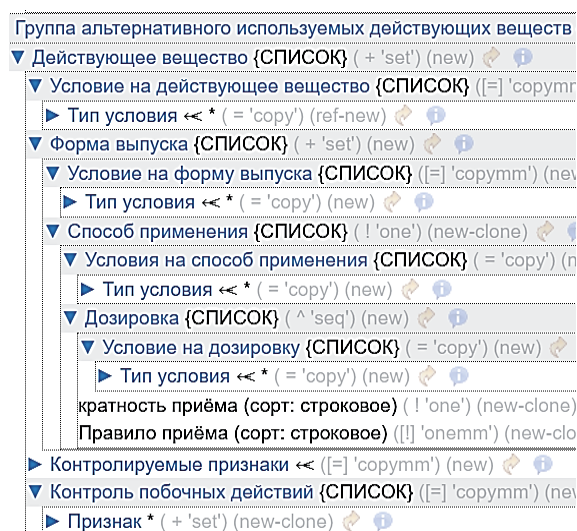 Группа альтернативного используемых действующих веществ
▼ Действующее вещество {СПИСОК} ( + 'set') (new)
▼ Условие на действующее вещество {СПИСОК} ([=] 'copymm
▶ Тип условия ⤙ * ( = 'copy') (ref-new)
▼ Форма выпуска {СПИСОК} ( + 'set') (new)
▼ Условие на форму выпуска {СПИСОК} ([=] 'copymm') (new
▶ Тип условия ⤙ * ( = 'copy') (new)
▼ Способ применения {СПИСОК} ( ! 'one') (new-clone)
▼ Условия на способ применения {СПИСОК} ( = 'copy') (n
▶ Тип условия ⤙ * ( = 'copy') (new)
▼ Дозировка {СПИСОК} ( ^ 'seq') (new)
▼ Условие на дозировку {СПИСОК} ( = 'copy') (new)
▶ Тип условия ⤙ * ( = 'copy') (new)
кратность приёма (сорт: строковое) ( ! 'one') (new-clone)
Правило приёма (сорт: строковое) ([!] 'onemm') (new-clo
▶ Контролируемые признаки ⤙ ([=] 'copymm') (new)
▼ Контроль побочных действий {СПИСОК} ([=] 'copymm') (new)
▶ Признак * ( + 'set') (new-clone)